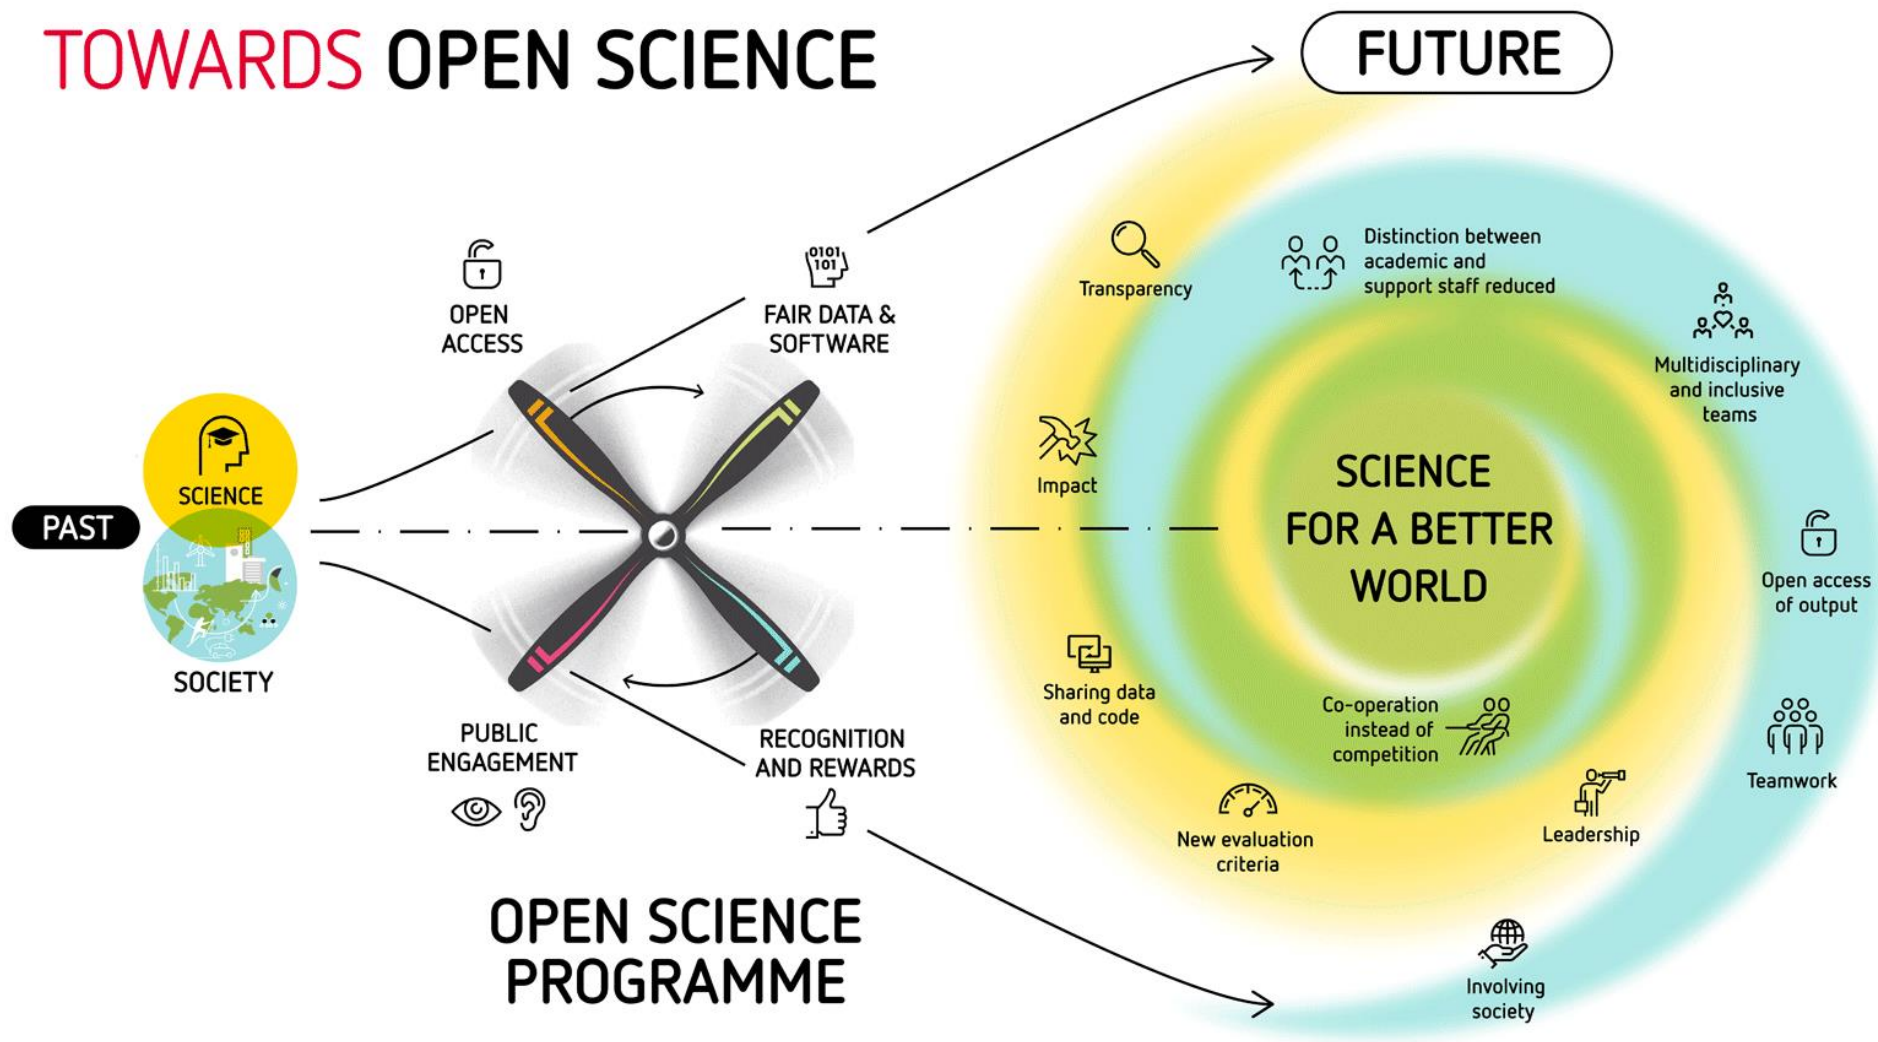 TOWARDS OPEN SCIENCE
FUTURE
PAST
SCIENCE
SOCIETY
OPEN
ACCESS
0101
101
FAIR DATA &
SOFTWARE
PUBLIC
ENGAGEMENT
RECOGNITION
AND REWARDS
OPEN SCIENCE
PROGRAMME
Transparency
Distinction between
academic and
support staff reduced
Multidisciplinary
and inclusive
teams
Impact
SCIENCE
FOR A BETTER
WORLD
Open access
of output
Sharing data
and code
Co-operation
instead of
competition
Teamwork
New evaluation
criteria
Leadership
Involving
society